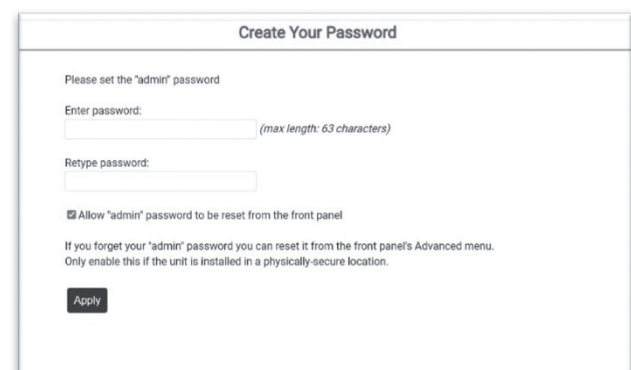 Create Your Password
Please set the "admin" password
Enter password:
(max length: 63 characters)
Retype password:
Allow "admin" password to be reset from the front panel
If you forget your "admin" password you can reset it from the front panel's Advanced menu.
Only enable this if the unit is installed in a physically-secure location.
Apply